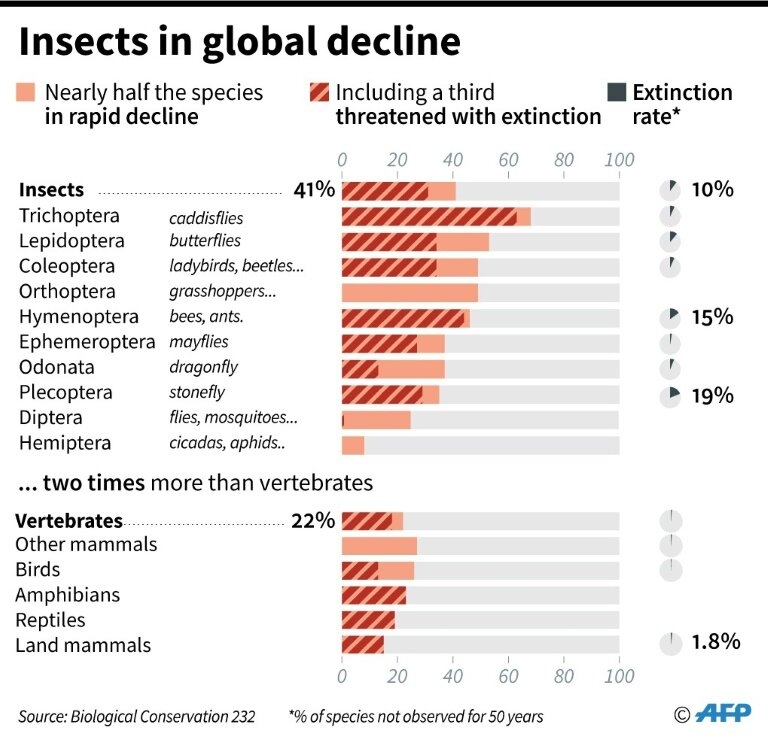 Insects in global decline
Nearly half the species
in rapid decline
Including a third
threatened with extinction
Extinction
rate*
0 20 40 60 80 100
Insects 41% 10%
Trichoptera caddisflies
Lepidoptera butterflies
Coleoptera ladybirds, beetles...
Orthoptera grasshoppers...
Hymenoptera bees, ants. 15%
Ephemeroptera mayflies
Odonata dragonfly
Plecoptera stonefly 19%
Diptera flies, mosquitoes...
Hemiptera cicadas, aphids..
... two times more than vertebrates
Vertebrates 22%
Other mammals
Birds
Amphibians
Reptiles
Land mammals 1.8%
0 20 40 60 80 100
Source: Biological Conservation 232 *% of species not observed for 50 years © AFP